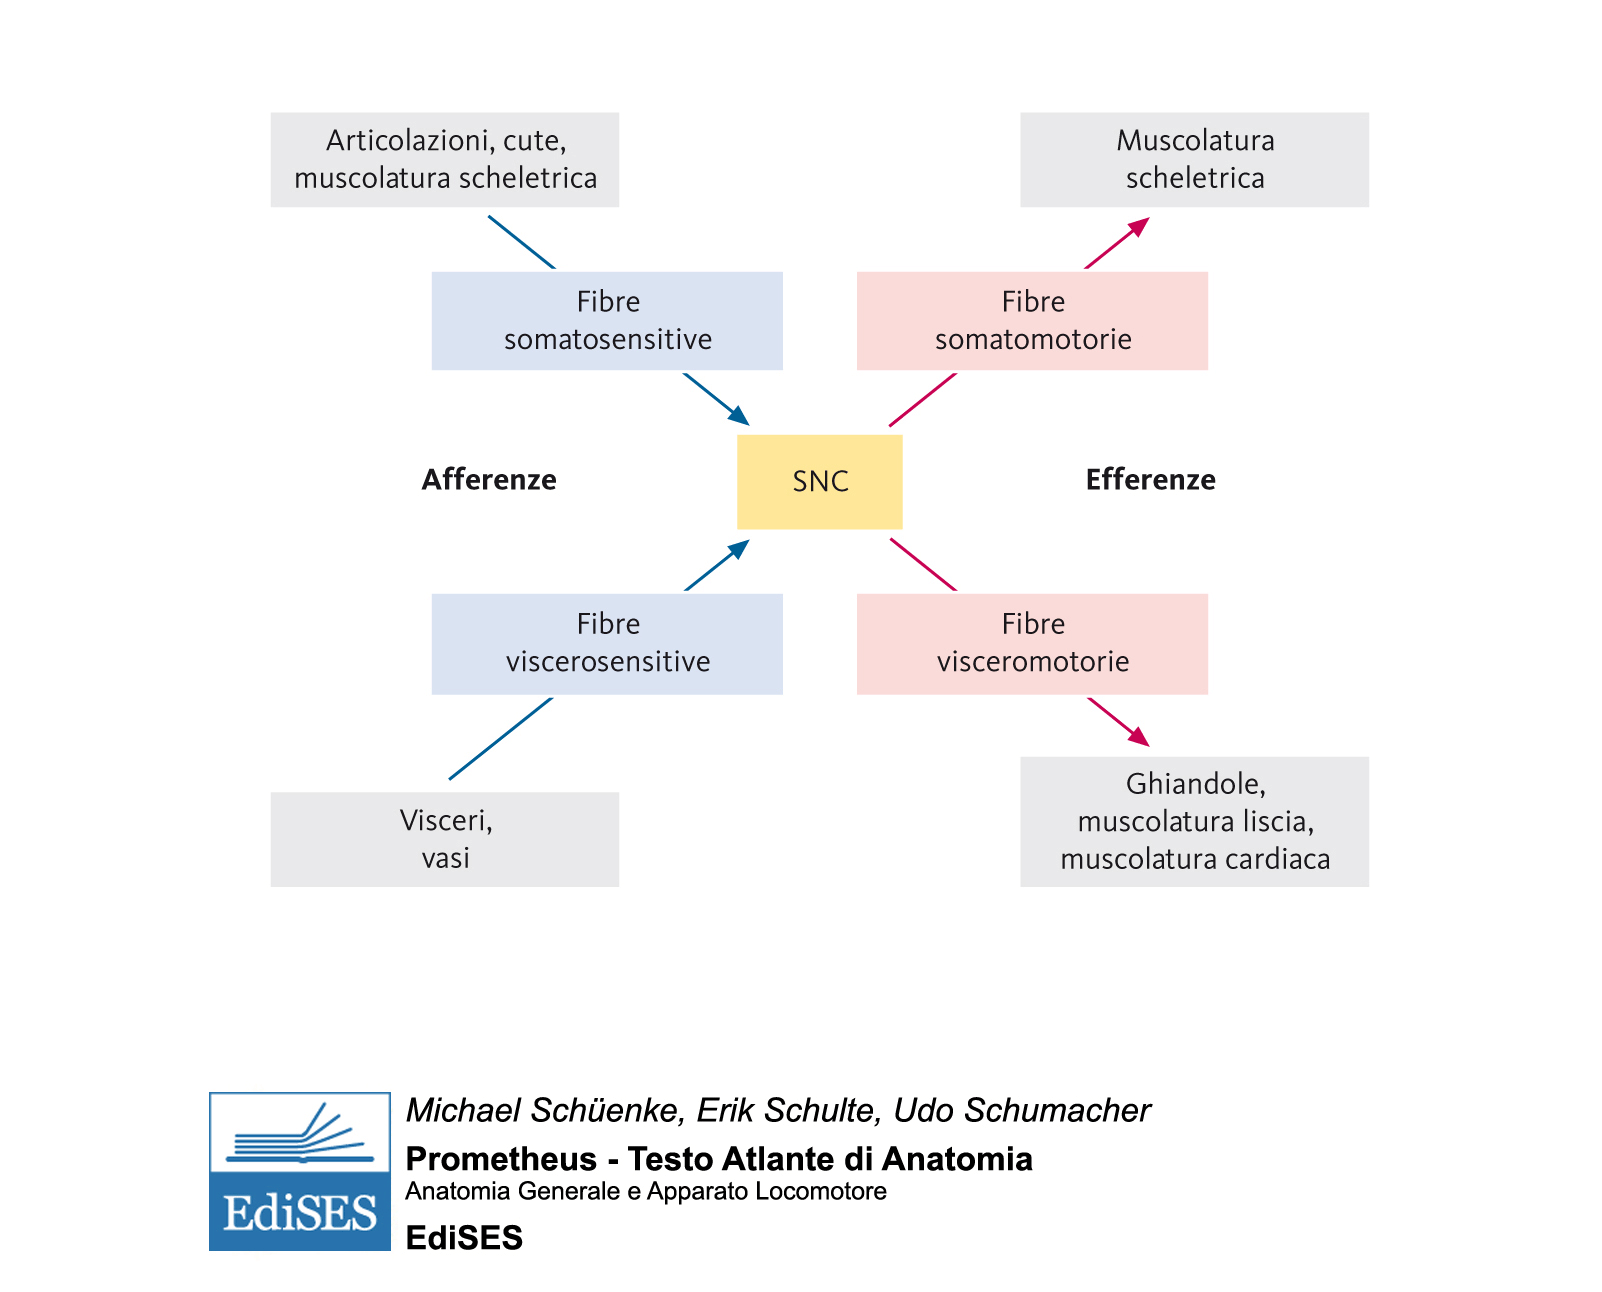 Articolazioni, cute,
muscolatura scheletrica
Muscolatura
scheletrica
Fibre
somatosensitive
Fibre
somatomotorie
Afferenze
SNC
Efferenze
Fibre
viscerosensitive
Fibre
visceromotorie
Visceri,
vasi
Ghiandole,
muscolatura liscia,
muscolatura cardiaca
EdiSES
Michael Schüenke, Erik Schulte, Udo Schumacher
Prometheus - Testo Atlante di Anatomia
Anatomia Generale e Apparato Locomotore
EdiSES